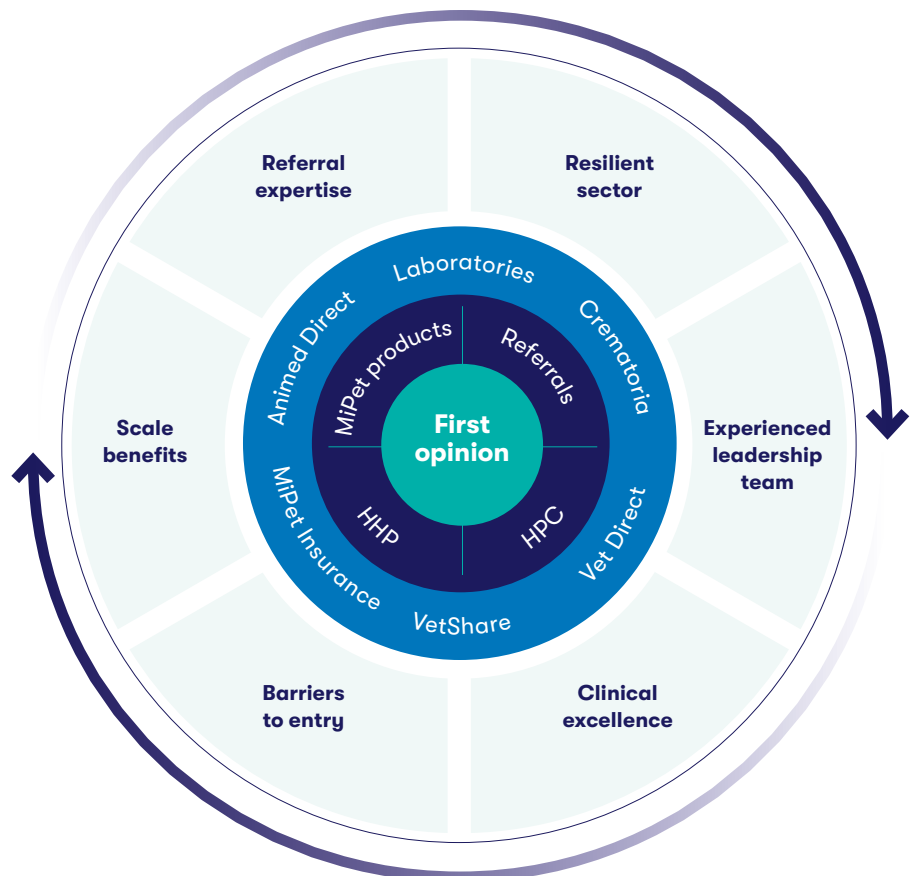 Referral
expertise
Resilient
sector
Laboratories
Animed Direct
Crematoria
MiPet products
Referrals
Scale
benefits
First
opinion
Experienced
leadership
team
HHP
HPC
MiPet Insurance
Vet Direct
VetShare
Barriers
to entry
Clinical
excellence